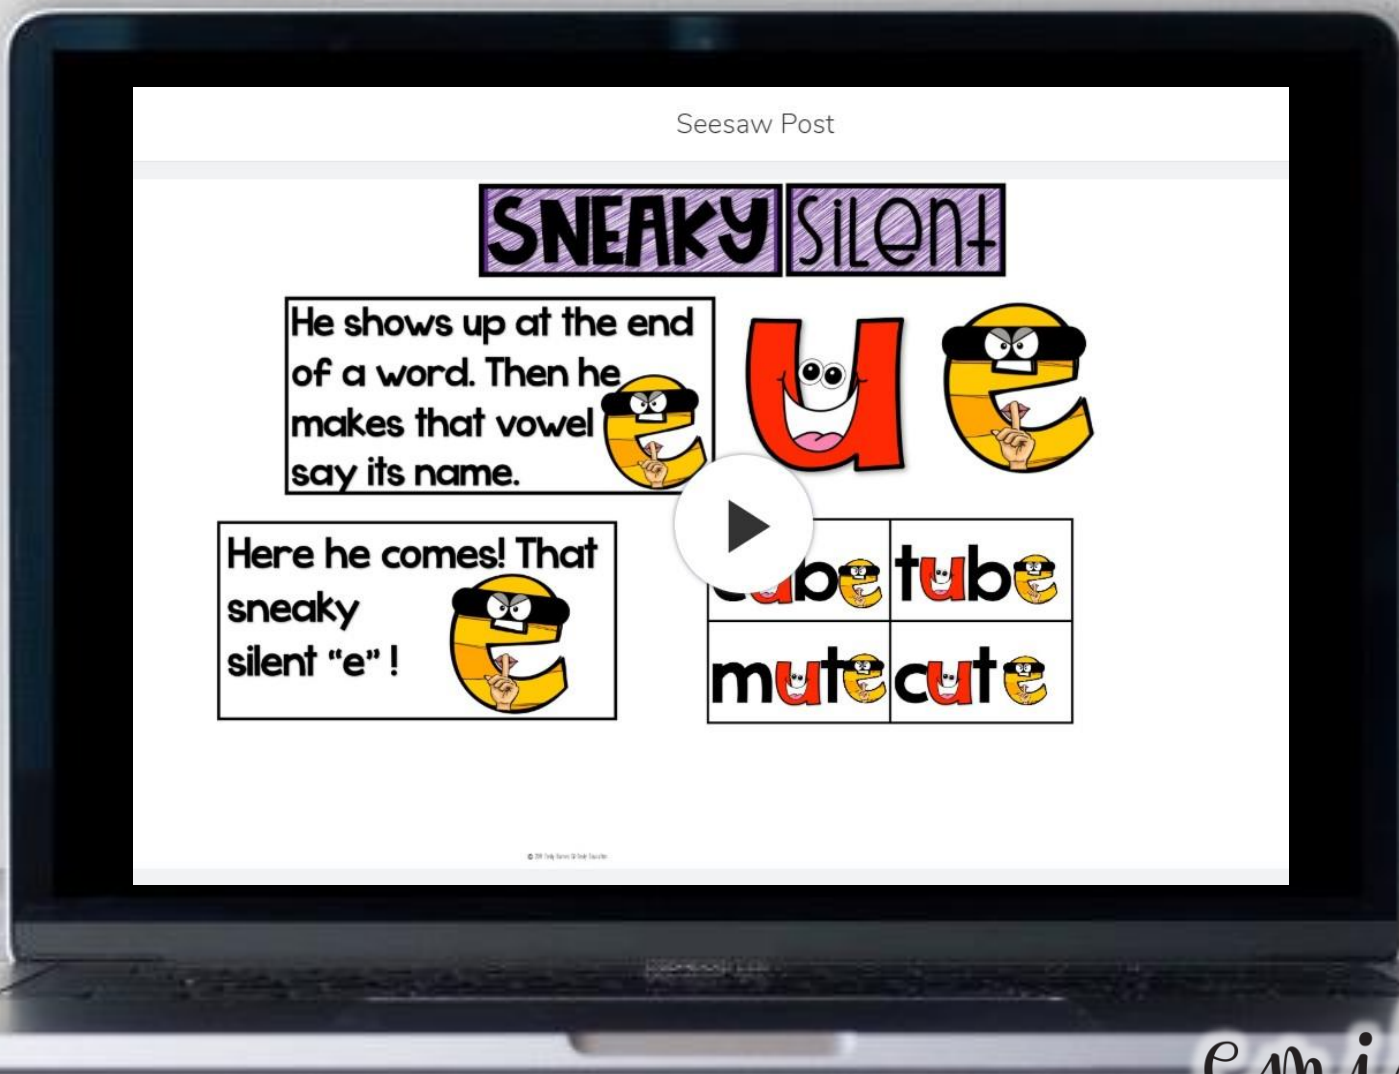 Seesaw Post
SNEAKY SiLent
He shows up at the end
of a word. Then he
makes that vowel
say its name.
u e
Here he comes! That
sneaky
silent “e” !
tube
mute cute